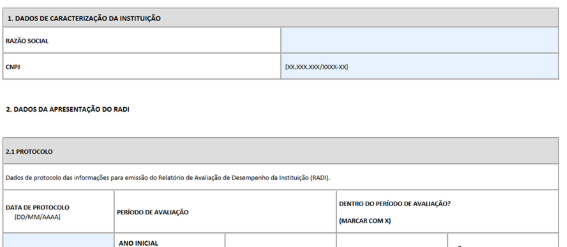 1. DADOS DE CARACTERIZAÇÃO DA INSTITUIÇÃO
RAZÃO SOCIAL
CNPJ
[XX.XXX.XXX/XXXX-XX]
2. DADOS DA APRESENTAÇÃO DO RADI
2.1 PROTOCOLO
Dados de protocolo das informações para emissão do Relatório de Avaliação de Desempenho da Instituição (RADI).
DATA DE PROTOCOLO
[DD/MM/AAAA]
PERÍODO DE AVALIAÇÃO
DENTRO DO PERÍODO DE AVALIAÇÃO?
(MARCAR COM X)
ANO INICIAL